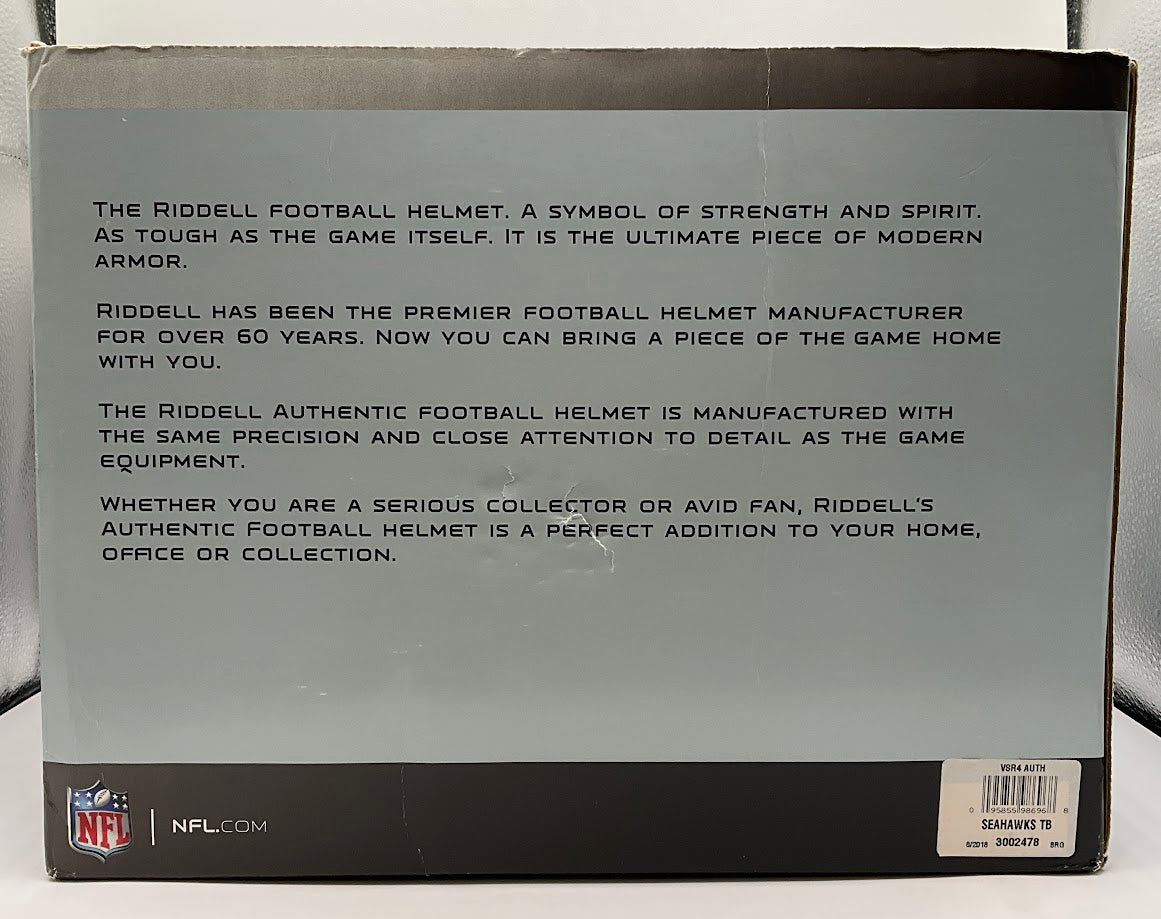 THE RIDDELL FOOTBALL HELMET. A SYMBOL OF STRENGTH AND SPIRIT.
AS TOUGH AS THE GAME ITSELF. IT IS THE ULTIMATE PIECE OF MODERN
ARMOR.
RIDDELL HAS BEEN THE PREMIER FOOTBALL HELMET MANUFACTURER
FOR OVER 60 YEARS. NOW YOU CAN BRING A PIECE OF THE GAME HOME
WITH YOU.
THE RIDDELL AUTHENTIC FOOTBALL HELMET IS MANUFACTURED WITH
THE SAME PRECISION AND CLOSE ATTENTION TO DETAIL AS THE GAME
EQUIPMENT.
WHETHER YOU ARE A SERIOUS COLLECTOR OR AVID FAN, RIDDELL'S
AUTHENTIC FOOTBALL HELMET IS A PERFECT ADDITION TO YOUR HOME,
OFFICE OR COLLECTION.
NFL
NFL.COM
VSR4 AUTH
0 95855 98696 8
SEAHAWKS TB
6/2018 3002478 BRG